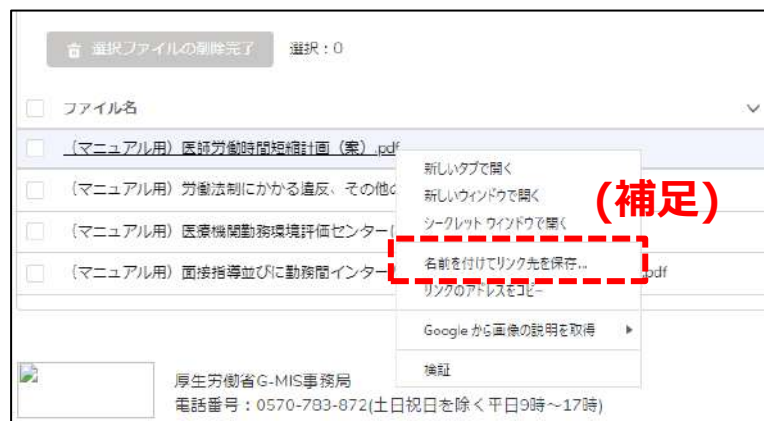 選択ファイルの削除完了 選択：0
ファイル名
（マニュアル用）医師労働時間短縮計画（案）.pdf
（マニュアル用）労働法制にかかる違反、その他の
（マニュアル用）医療機関勤務環境評価センター
（マニュアル用）面接指導並びに勤務間インター
.pdf
新しいタブで開く
新しいウィンドウで開く
シークレット ウィンドウで開く
(補足)
名前を付けてリンク先を保存...
リンクのアドレスをコピー
Google から画像の説明を取得
検証
厚生労働省G-MIS事務局
電話番号：0570-783-872(土日祝日を除く平日9時～17時)